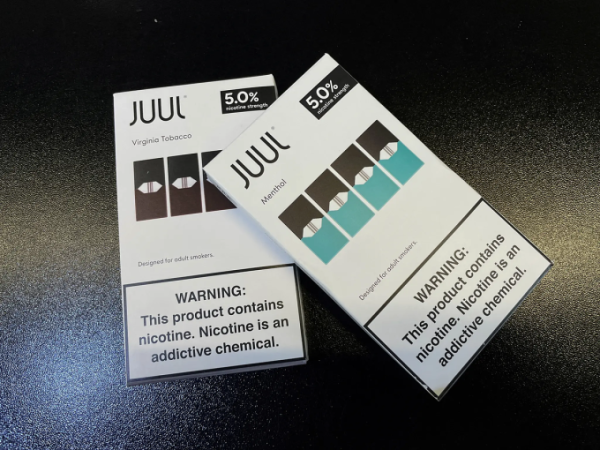 JUUL
5.0%
nicotine strength
Virginia Tobacco
Designed for adult smokers.
WARNING:
This product contains
nicotine. Nicotine is an
addictive chemical.
JUUL
5.0%
nicotine strength
Menthol
Designed for adult smokers.
WARNING:
This product contains
nicotine. Nicotine is an
addictive chemical.